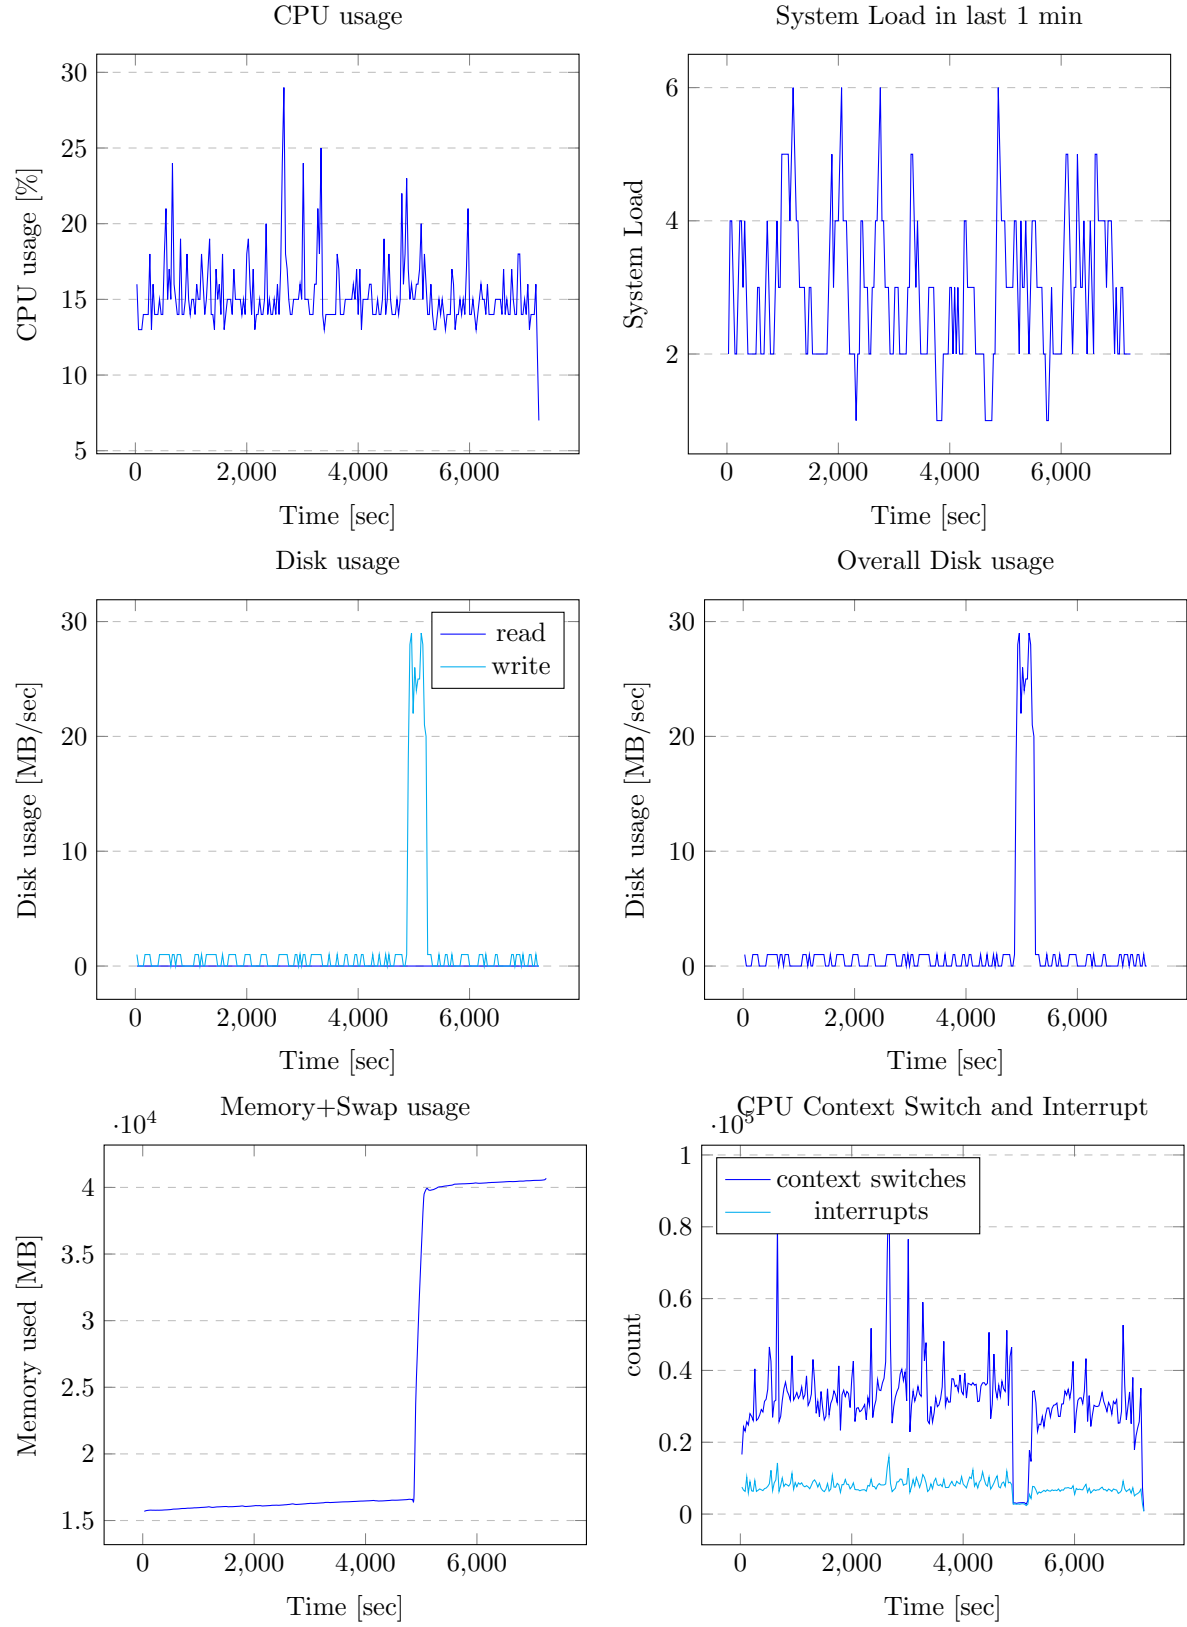 CPU usage
30
25
20
15
10
5
CPU usage [%]
0 2,000 4,000 6,000
Time [sec]
System Load in last 1 min
6
4
2
System Load
0 2,000 4,000 6,000
Time [sec]
Disk usage
read
write
30
20
10
0
Disk usage [MB/sec]
0 2,000 4,000 6,000
Time [sec]
Overall Disk usage
30
20
10
0
Disk usage [MB/sec]
0 2,000 4,000 6,000
Time [sec]
Memory+Swap usage
·10⁴
4
3.5
3
2.5
2
1.5
Memory used [MB]
0 2,000 4,000 6,000
Time [sec]
CPU Context Switch and Interrupt
·10⁵
context switches
interrupts
1
0.8
0.6
0.4
0.2
0
count
0 2,000 4,000 6,000
Time [sec]